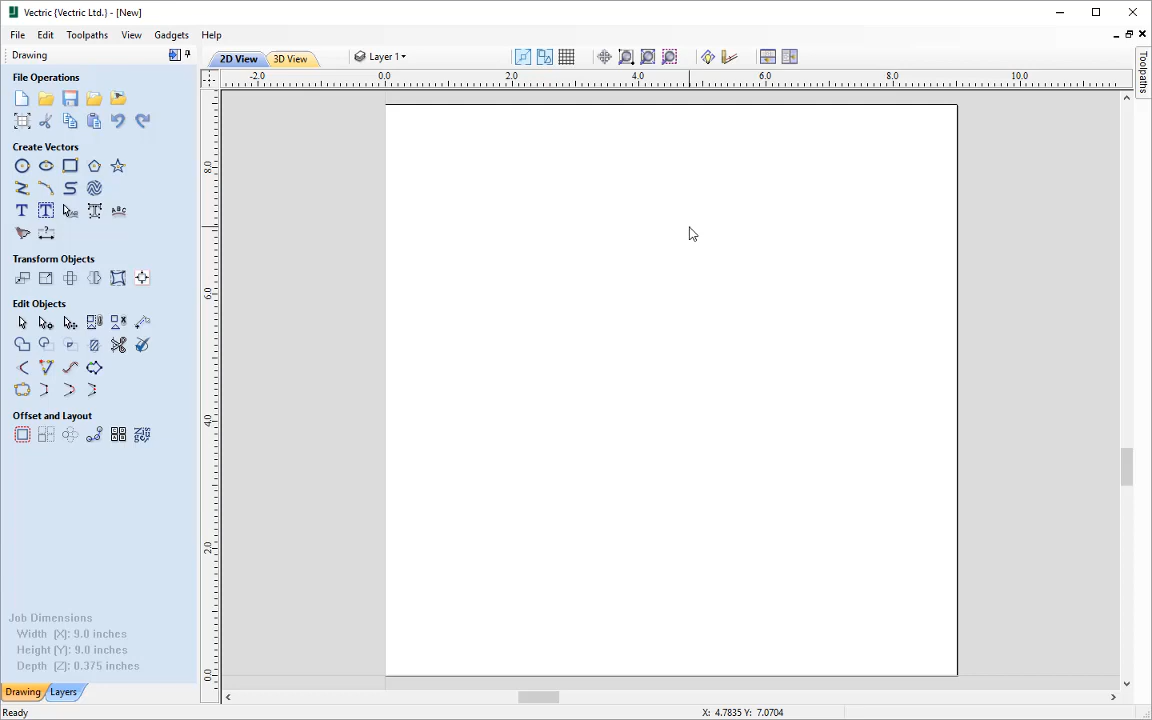 Vectric {Vectric Ltd.} - [New]
File Edit Toolpaths View Gadgets Help
Drawing
2D View 3D View Layer 1
Toolpaths
-2.0 0.0 2.0 4.0 6.0 8.0 10.0
File Operations
Create Vectors
8.0
Transform Objects
6.0
Edit Objects
4.0
Offset and Layout
2.0
Job Dimensions
Width (X): 9.0 inches
Height (Y): 9.0 inches
Depth (Z): 0.375 inches
0.0
Drawing Layers
Ready X: 4.7835 Y: 7.0704